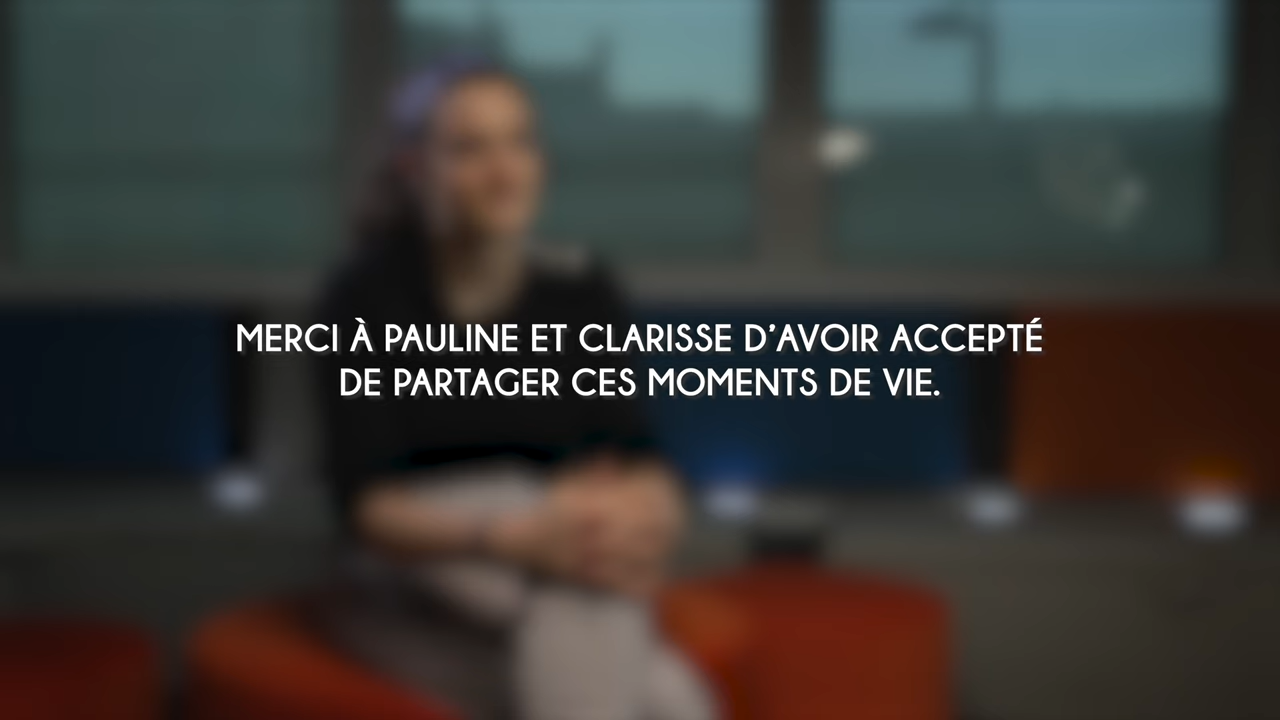 MERCI À PAULINE ET CLARISSE D’AVOIR ACCEPTÉ
DE PARTAGER CES MOMENTS DE VIE.